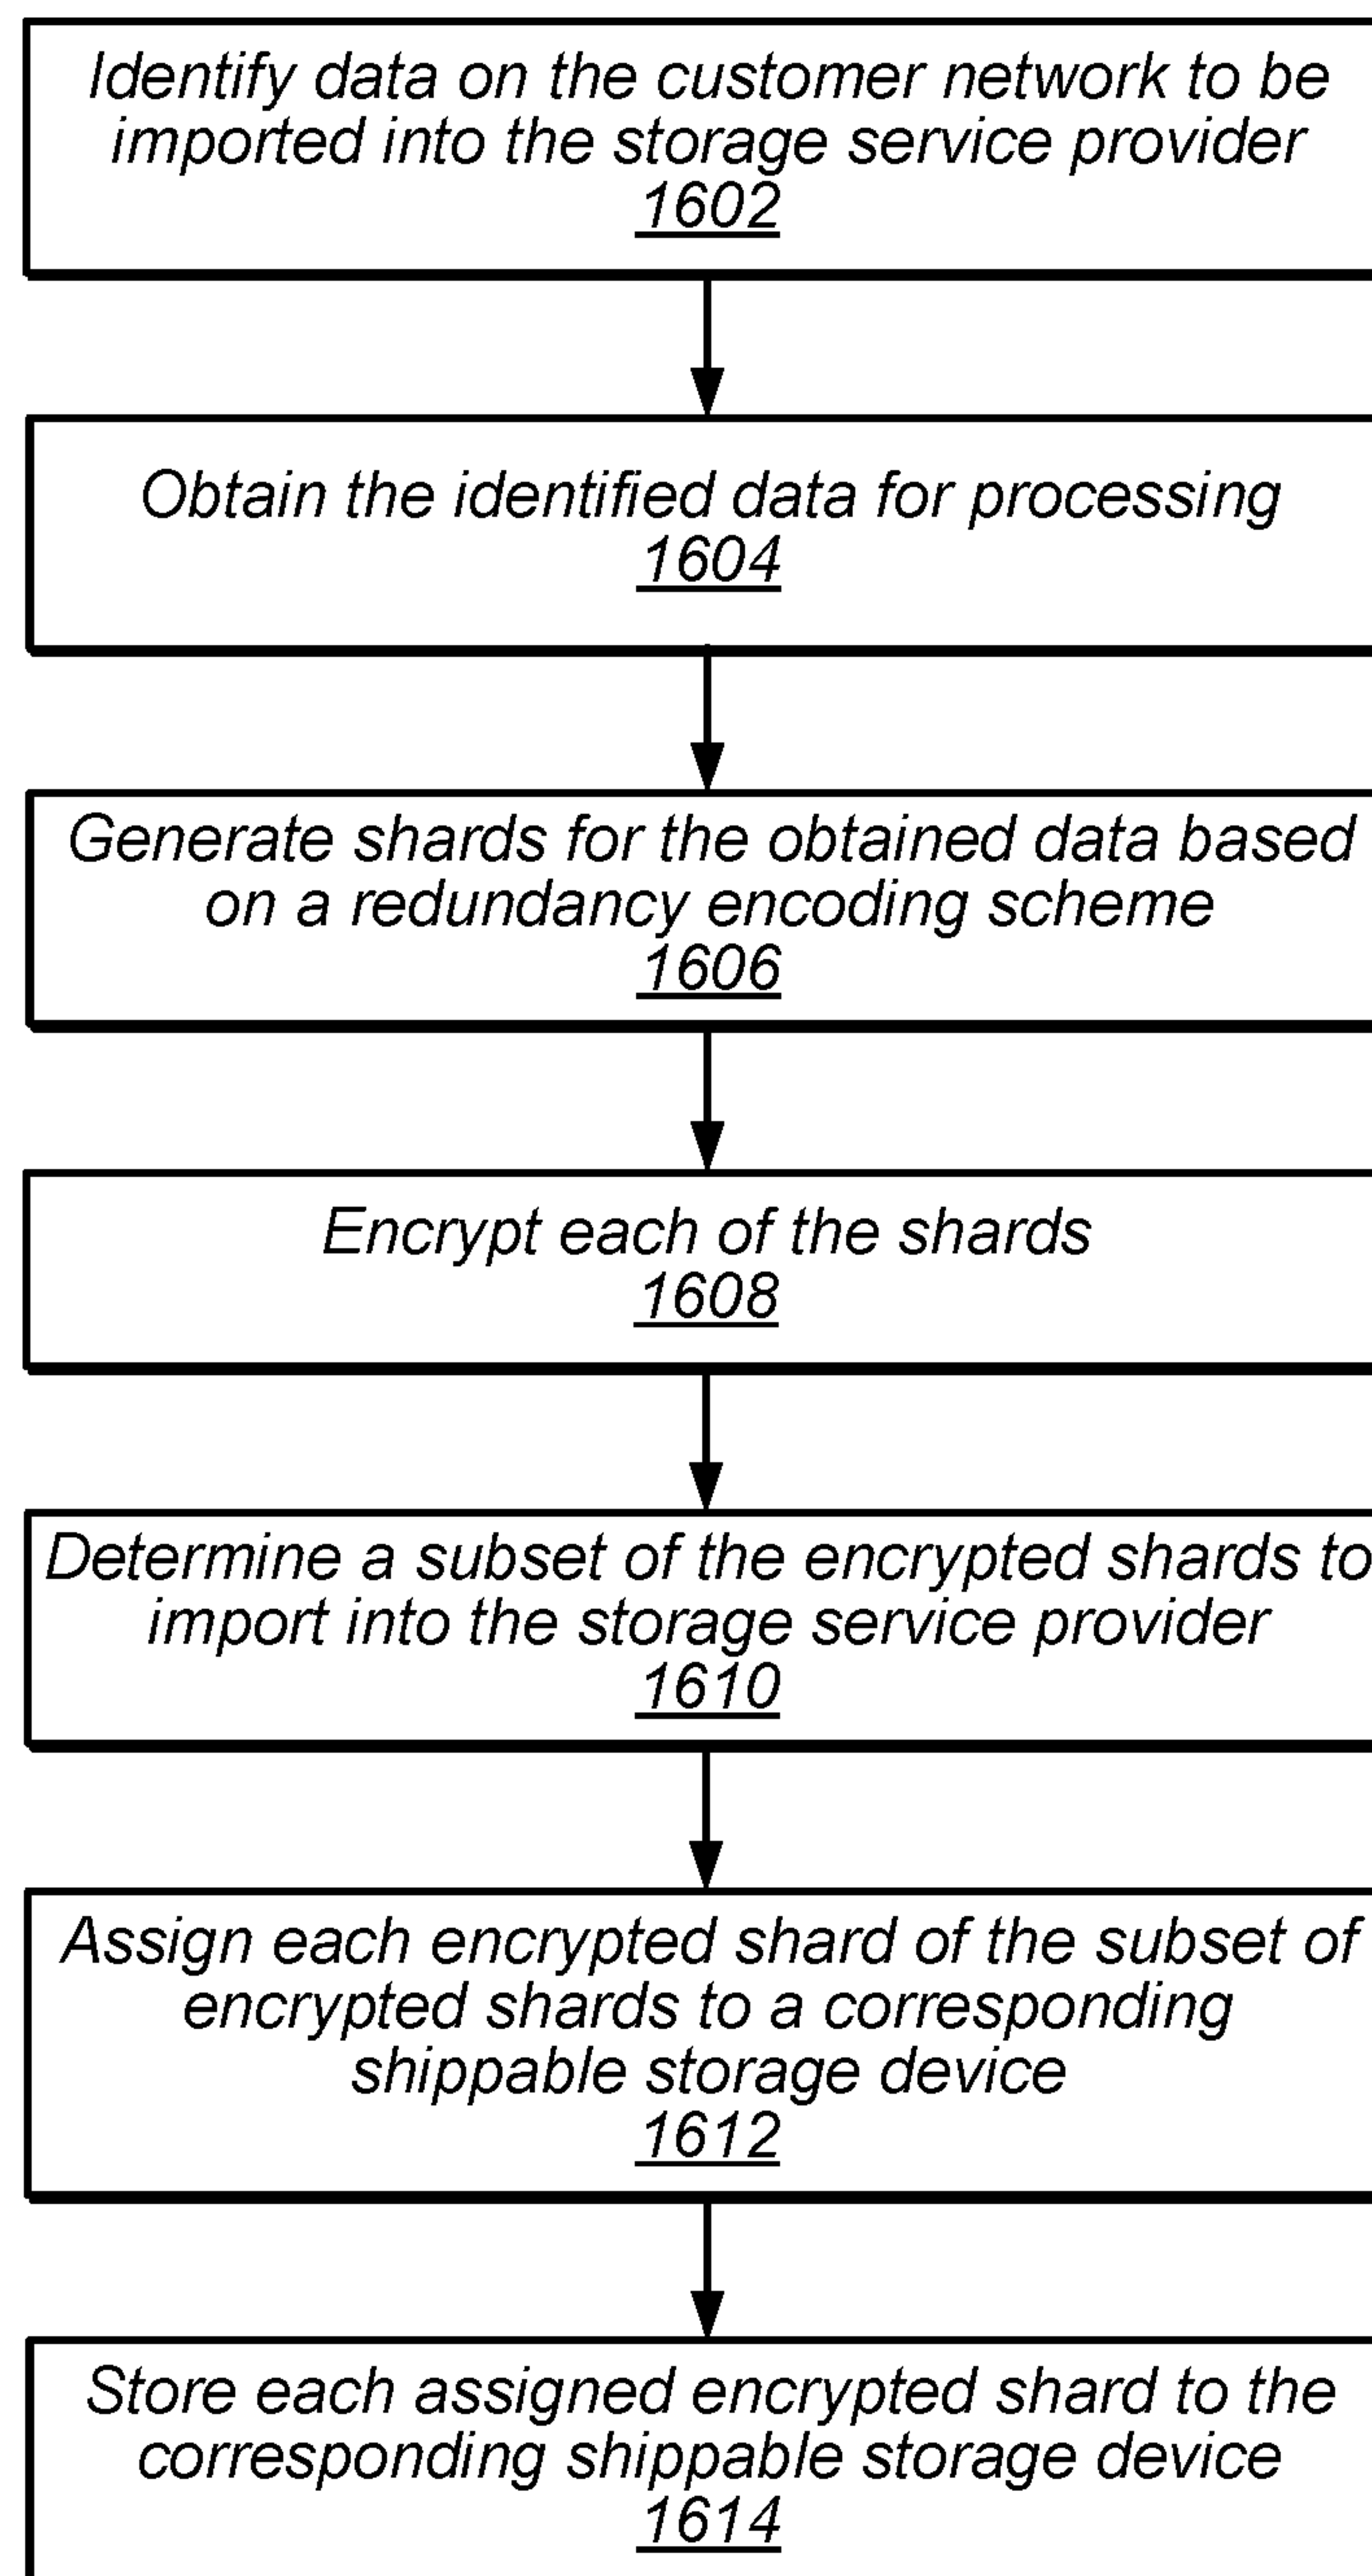 Identify data on the customer network to be
imported into the storage service provider
1602
Obtain the identified data for processing
1604
Generate shards for the obtained data based
on a redundancy encoding scheme
1606
Encrypt each of the shards
1608
Determine a subset of the encrypted shards to
import into the storage service provider
1610
Assign each encrypted shard of the subset of
encrypted shards to a corresponding
shippable storage device
1612
Store each assigned encrypted shard to the
corresponding shippable storage device
1614